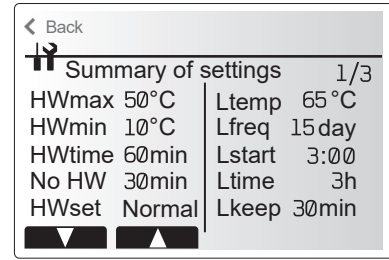 Back
Summary of settings 1/3
HWmax 50°C
HWmin 10°C
HWtime 60min
No HW 30min
HWset Normal
Ltemp 65°C
Lfreq 15day
Lstart 3:00
Ltime 3h
Lkeep 30min